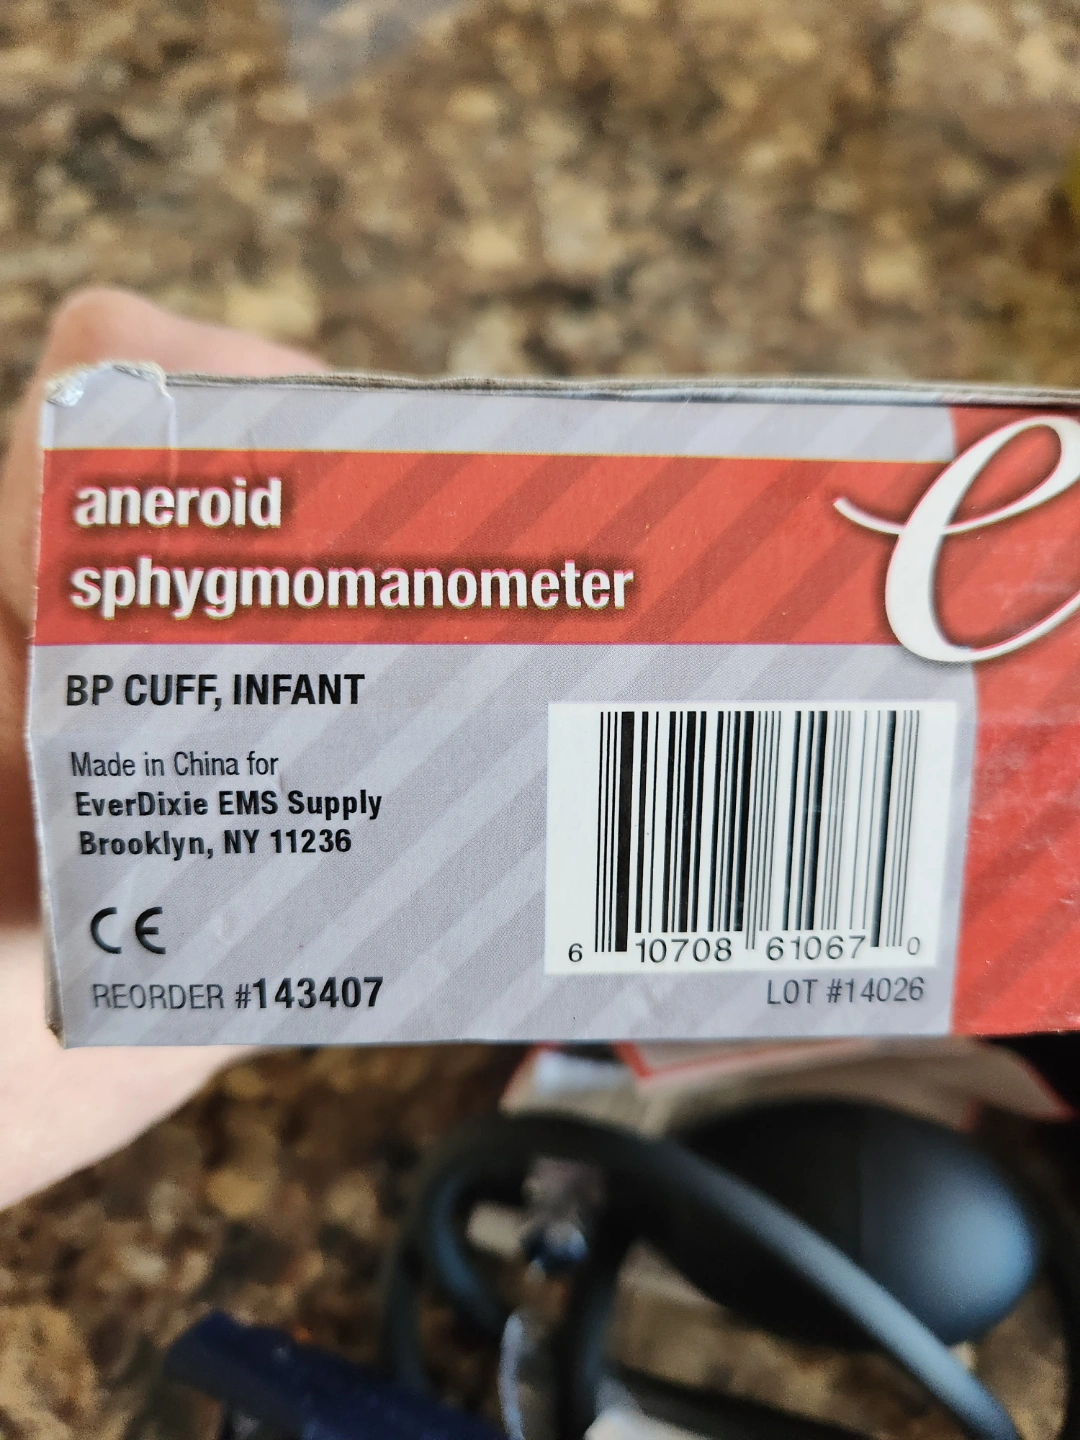 aneroid
sphygmomanometer
e
BP CUFF, INFANT
Made in China for
EverDixie EMS Supply
Brooklyn, NY 11236
CE
REORDER #143407
6 10708 61067 0
LOT #14026